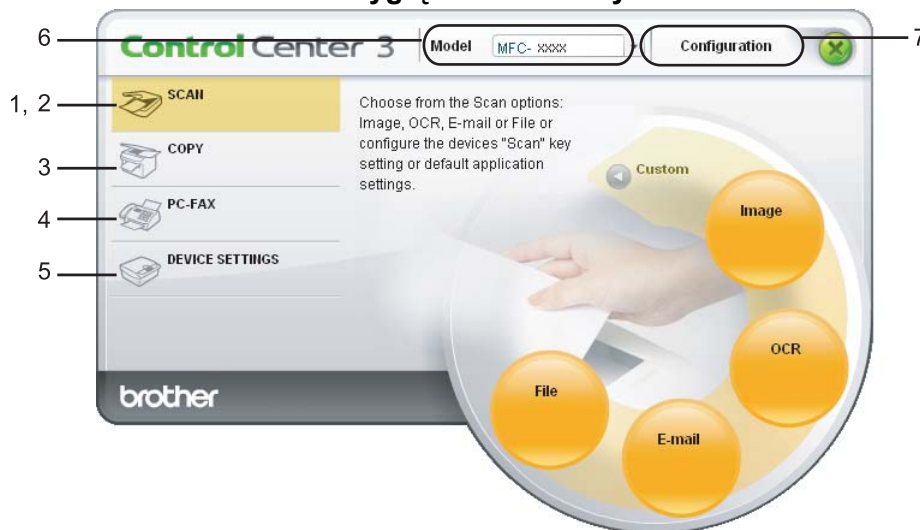 6
7
Control Center 3
Model
MFC- XXXX
Configuration
1, 2
SCAN
3
COPY
4
PC-FAX
5
DEVICE SETTINGS
Choose from the Scan options:
Image, OCR, E-mail or File or
configure the devices "Scan" key
setting or default application
settings.
Custom
Image
OCR
E-mail
File
brother